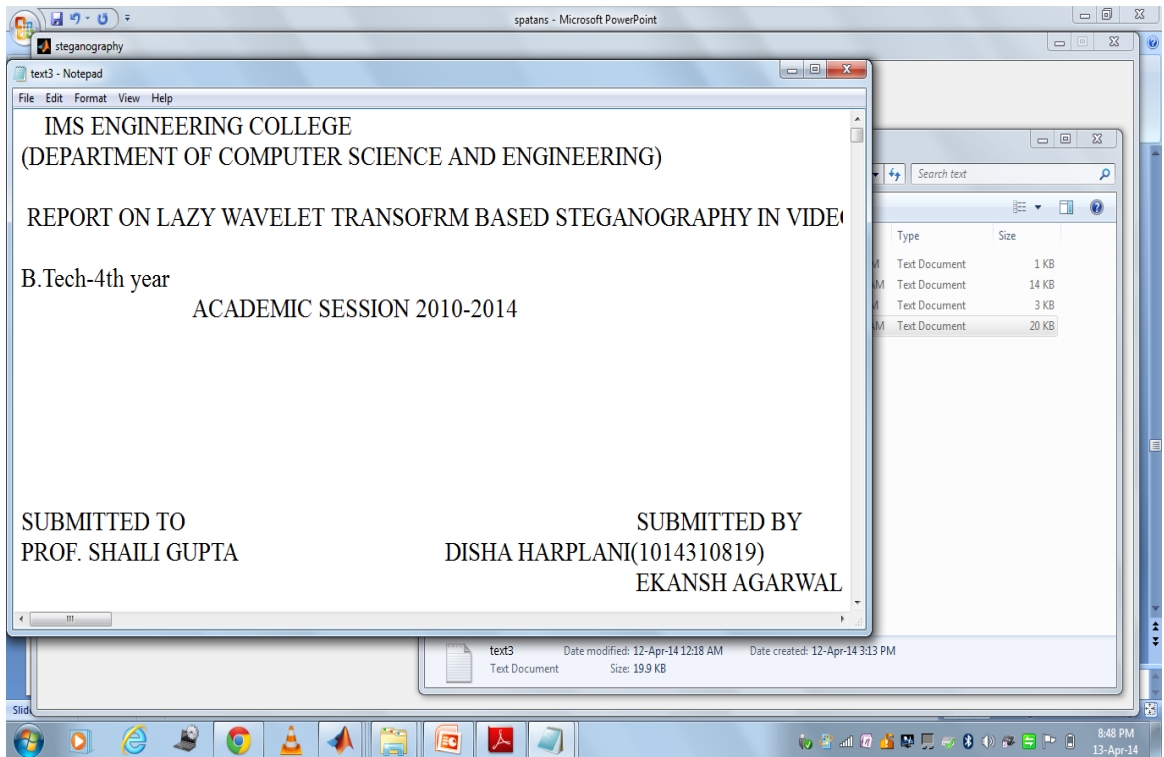 spatans - Microsoft PowerPoint
steganography
text3 - Notepad
File Edit Format View Help
IMS ENGINEERING COLLEGE
(DEPARTMENT OF COMPUTER SCIENCE AND ENGINEERING)
REPORT ON LAZY WAVELET TRANSOFRM BASED STEGANOGRAPHY IN
B.Tech-4th year
ACADEMIC SESSION 2010-2014
SUBMITTED TO SUBMITTED BY
PROF. SHAILI GUPTA DISHA HARPLANI(1014310819)
EKANSH AGARWAL
Search text
Type Size
Text Document 1 KB
AM Text Document 14 KB
Text Document 3 KB
AM Text Document 20 KB
text3 Date modified: 12-Apr-14 12:18 AM Date created: 12-Apr-14 3:13 PM
Text Document Size: 19.9 KB
Slid
8:48 PM
13-Apr-14